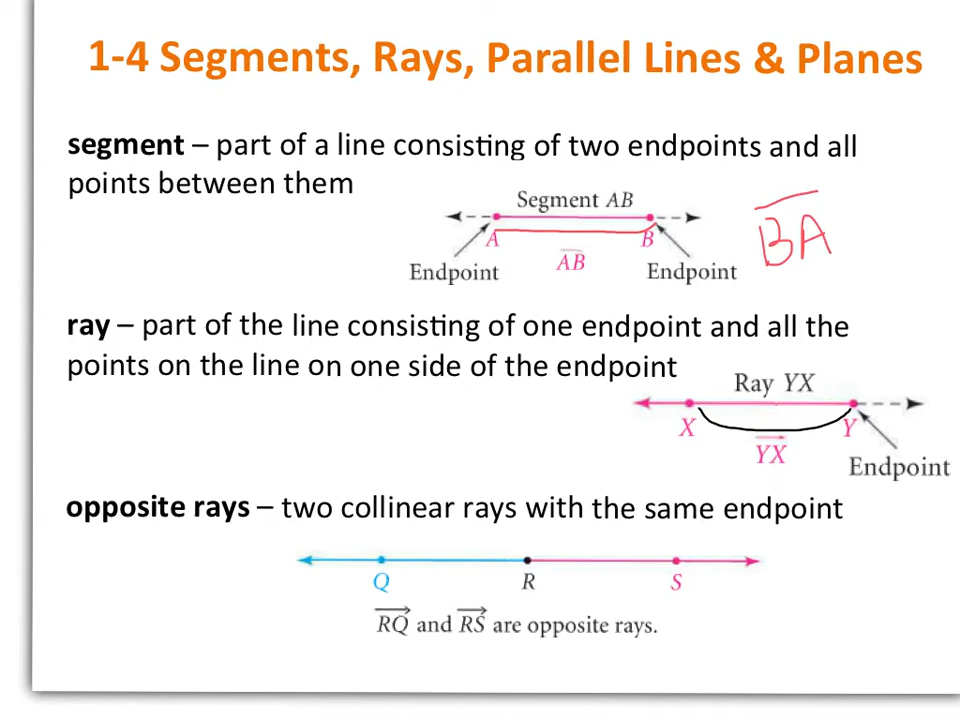 1-4 Segments, Rays, Parallel Lines & Planes
segment – part of a line consisting of two endpoints and all
points between them
Segment AB
A B
AB
Endpoint Endpoint
BA
ray – part of the line consisting of one endpoint and all the
points on the line on one side of the endpoint
Ray YX
X Y
YX
Endpoint
opposite rays – two collinear rays with the same endpoint
Q R S
RQ and RS are opposite rays.